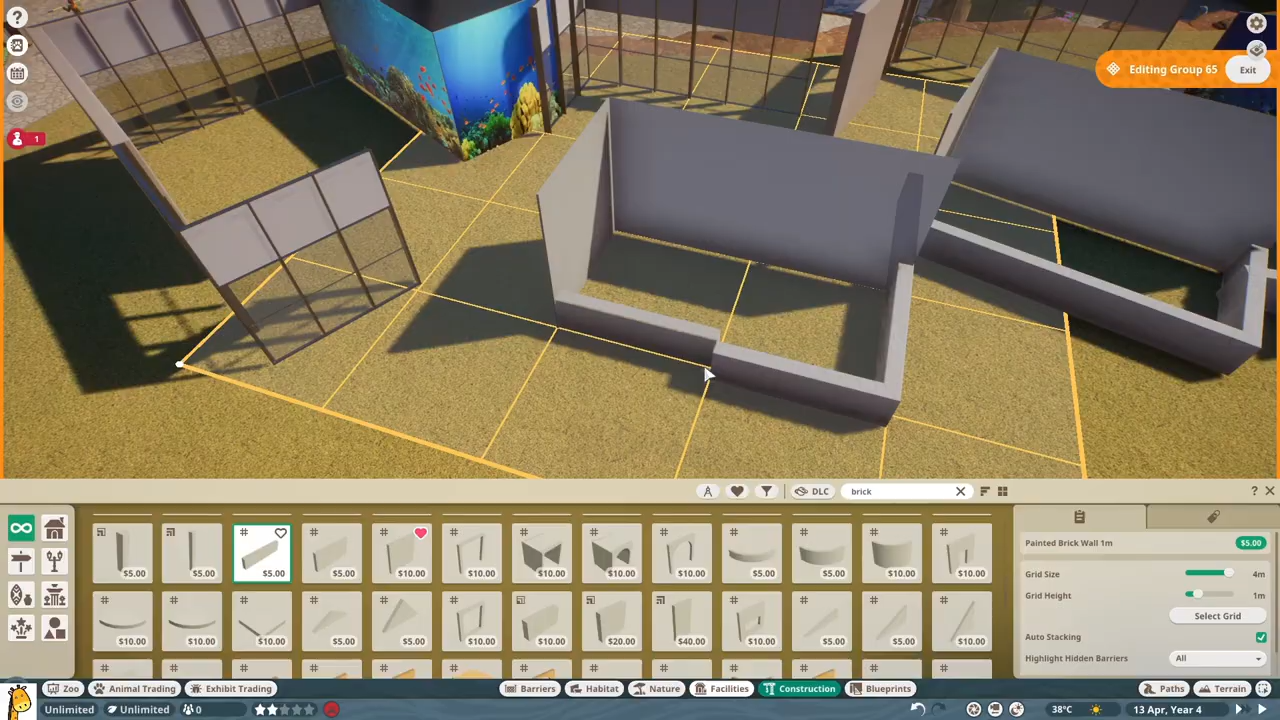 ?
Editing Group 65
Exit
1
DLC
brick
? ×
$5.00 $5.00 $5.00 $5.00 $10.00 $10.00 $10.00 $10.00 $10.00 $5.00 $5.00 $10.00 $10.00
$10.00 $10.00 $10.00 $5.00 $5.00 $10.00 $10.00 $20.00 $40.00 $10.00 $5.00 $5.00 $10.00
Painted Brick Wall 1m $5.00
Grid Size 4m
Grid Height 1m
Select Grid
Auto Stacking
Highlight Hidden Barriers All
Zoo Animal Trading Exhibit Trading Barriers Habitat Nature Facilities Construction Blueprints Paths Terrain
Unlimited Unlimited 0 38°C 13 Apr, Year 4